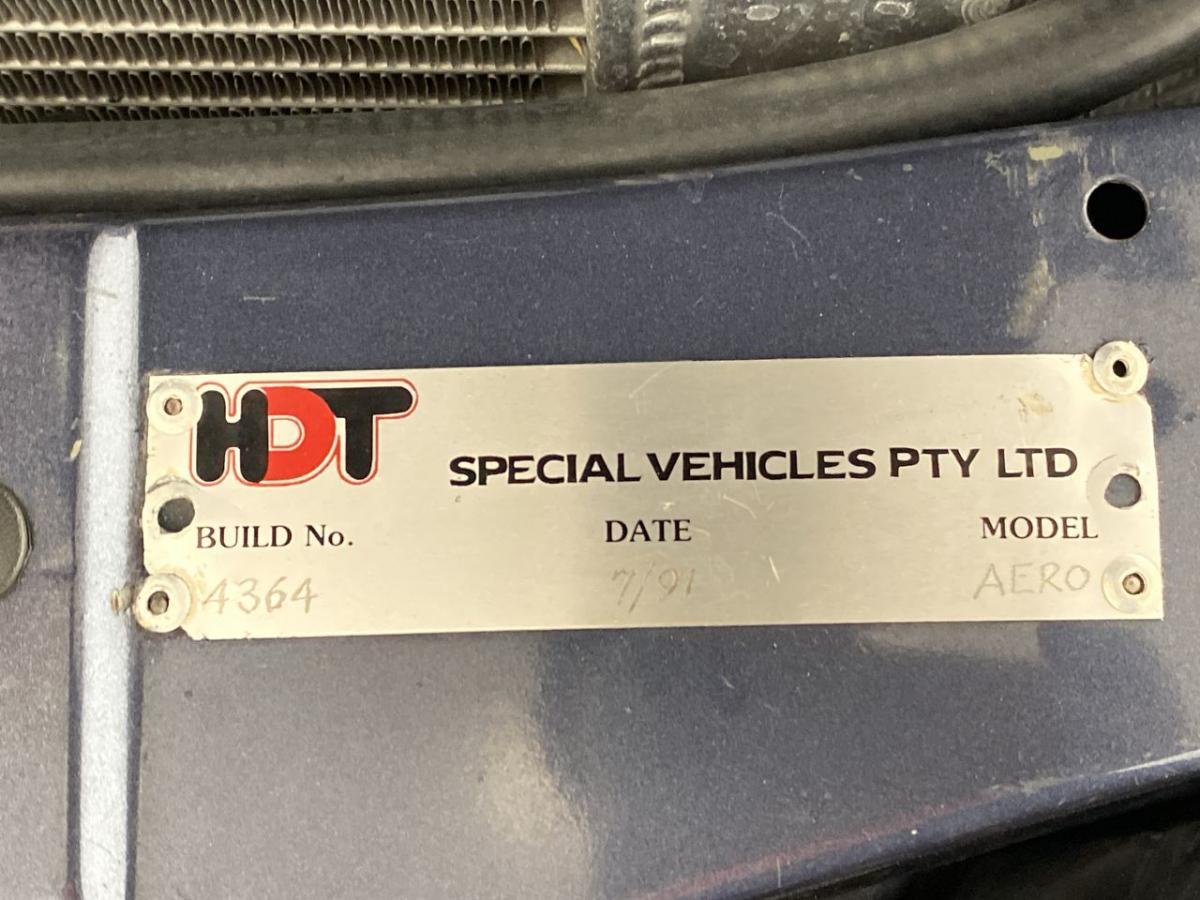 HDT
SPECIAL VEHICLES PTY LTD
BUILD No. DATE MODEL
4364 7/91 AERO